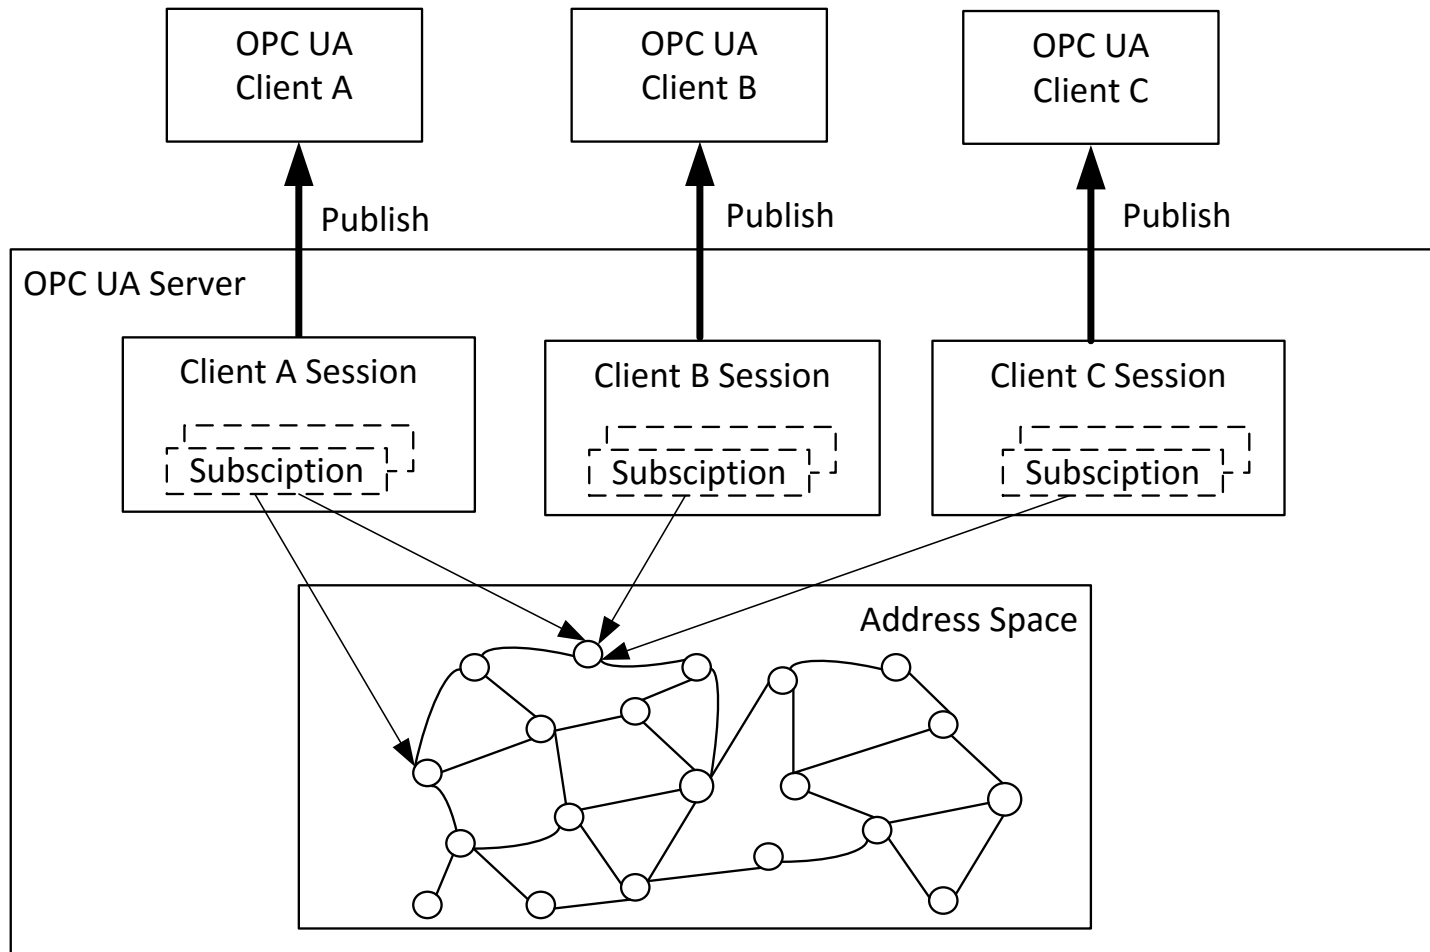 OPC UA
Client A
OPC UA
Client B
OPC UA
Client C
Publish
Publish
Publish
OPC UA Server
Client A Session
Client B Session
Client C Session
Subsciption
Subsciption
Subsciption
Address Space